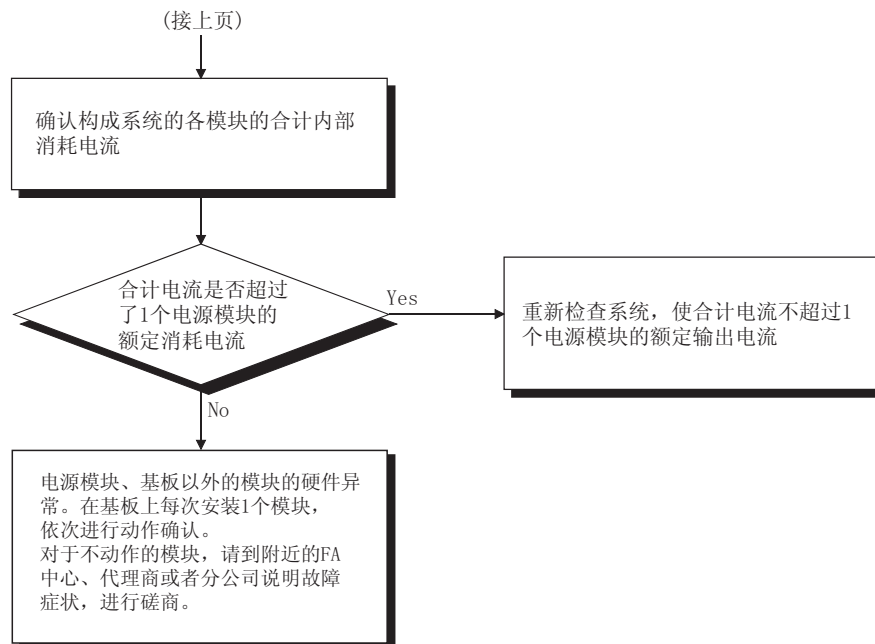 (接上页)
确认构成系统的各模块的合计内部
消耗电流
合计电流是否超过
了1个电源模块的
额定消耗电流
Yes
重新检查系统，使合计电流不超过1
个电源模块的额定输出电流
No
电源模块、基板以外的模块的硬件异
常。在基板上每次安装1个模块，
依次进行动作确认。
对于不动作的模块，请到附近的FA
中心、代理商或者分公司说明故障
症状，进行磋商。